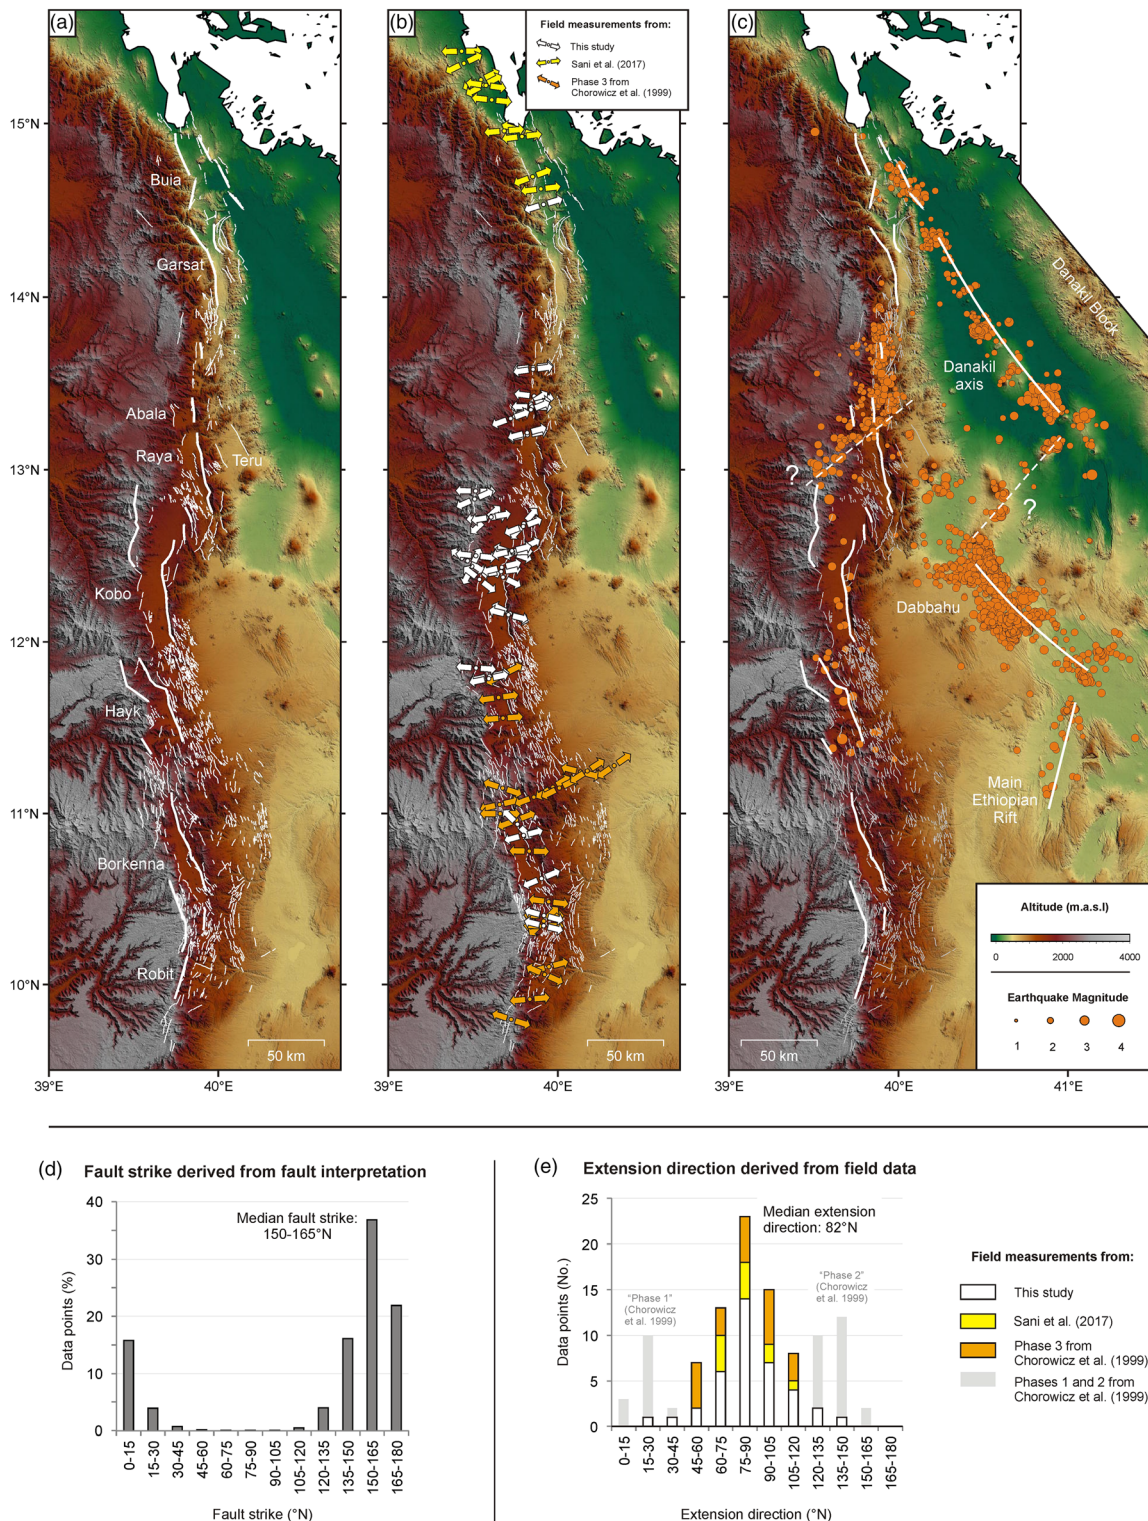 (a)
15°N
Buia
Garsat
14°N
Abala
Raya
Teru
13°N
Kobo
12°N
Hayk
11°N
Borkenna
Robit
10°N
50 km
39°E
40°E
(b)
Field measurements from:
This study
Sani et al. (2017)
Phase 3 from
Chorowicz et al. (1999)
50 km
39°E
40°E
(c)
Danakil Block
Danakil
axis
?
?
Dabbahu
Main
Ethiopian
Rift
Altitude (m.a.s.l)
0
2000
4000
Earthquake Magnitude
1
2
3
4
50 km
39°E
40°E
41°E
(d) Fault strike derived from fault interpretation
Median fault strike:
150-165°N
Data points (%)
40
30
20
10
0
0-15
15-30
30-45
45-60
60-75
75-90
90-105
105-120
120-135
135-150
150-165
165-180
Fault strike (°N)
(e) Extension direction derived from field data
Median extension
direction: 82°N
"Phase 1"
(Chorowicz
et al. 1999)
"Phase 2"
(Chorowicz
et al. 1999)
Data points (No.)
25
20
15
10
5
0
0-15
15-30
30-45
45-60
60-75
75-90
90-105
105-120
120-135
135-150
150-165
165-180
Extension direction (°N)
Field measurements from:
This study
Sani et al. (2017)
Phase 3 from
Chorowicz et al. (1999)
Phases 1 and 2 from
Chorowicz et al. (1999)